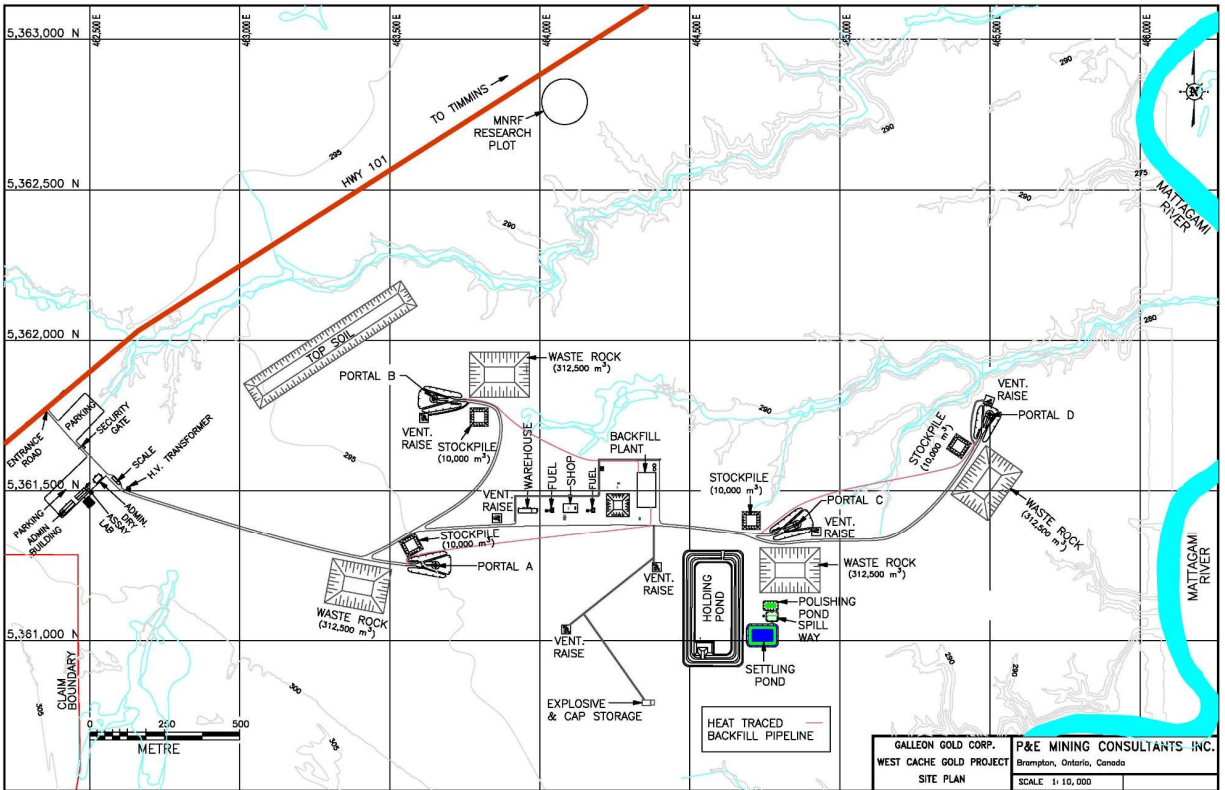 462,500 E
463,000 E
463,500 E
464,000 E
464,500 E
465,000 E
465,500 E
466,000 E
5,363,000 N
5,362,500 N
5,362,000 N
5,361,500 N
5,381,000 N
TO TIMMINS
HWY 101
MNRF
RESEARCH
PLOT
N
295
290
290
290
290
275
MATTAGAMI
RIVER
280
TOP SOIL
WASTE ROCK
(312,500 m³)
PORTAL B
VENT.
RAISE
STOCKPILE
(10,000 m³)
WAREHOUSE
FUEL
SHOP
FUEL
BACKFILL
PLANT
290
VENT.
RAISE
PORTAL D
STOCKPILE
(10,000 m³)
WASTE ROCK
(312,500 m³)
PARKING
SECURITY
GATE
ENTRANCE
ROAD
SCALE
H.V. TRANSFORMER
PARKING
ADMIN
BUILDING
ADMIN
DRY
ASSAY
LAB
295
VENT.
RAISE
STOCKPILE
(10,000 m³)
PORTAL A
WASTE ROCK
(312,500 m³)
STOCKPILE
(10,000 m³)
PORTAL C
VENT.
RAISE
WASTE ROCK
(312,500 m³)
HOLDING
POND
POLISHING
POND
SPILL
WAY
SETTLING
POND
VENT.
RAISE
VENT.
RAISE
EXPLOSIVE
& CAP STORAGE
MATTAGAMI
RIVER
290
290
CLAIM
BOUNDARY
305
300
305
0 250 500
METRE
HEAT TRACED
BACKFILL PIPELINE
GALLEON GOLD CORP.
WEST CACHE GOLD PROJECT
SITE PLAN
P&E MINING CONSULTANTS INC.
Brampton, Ontario, Canada
SCALE 1:10,000